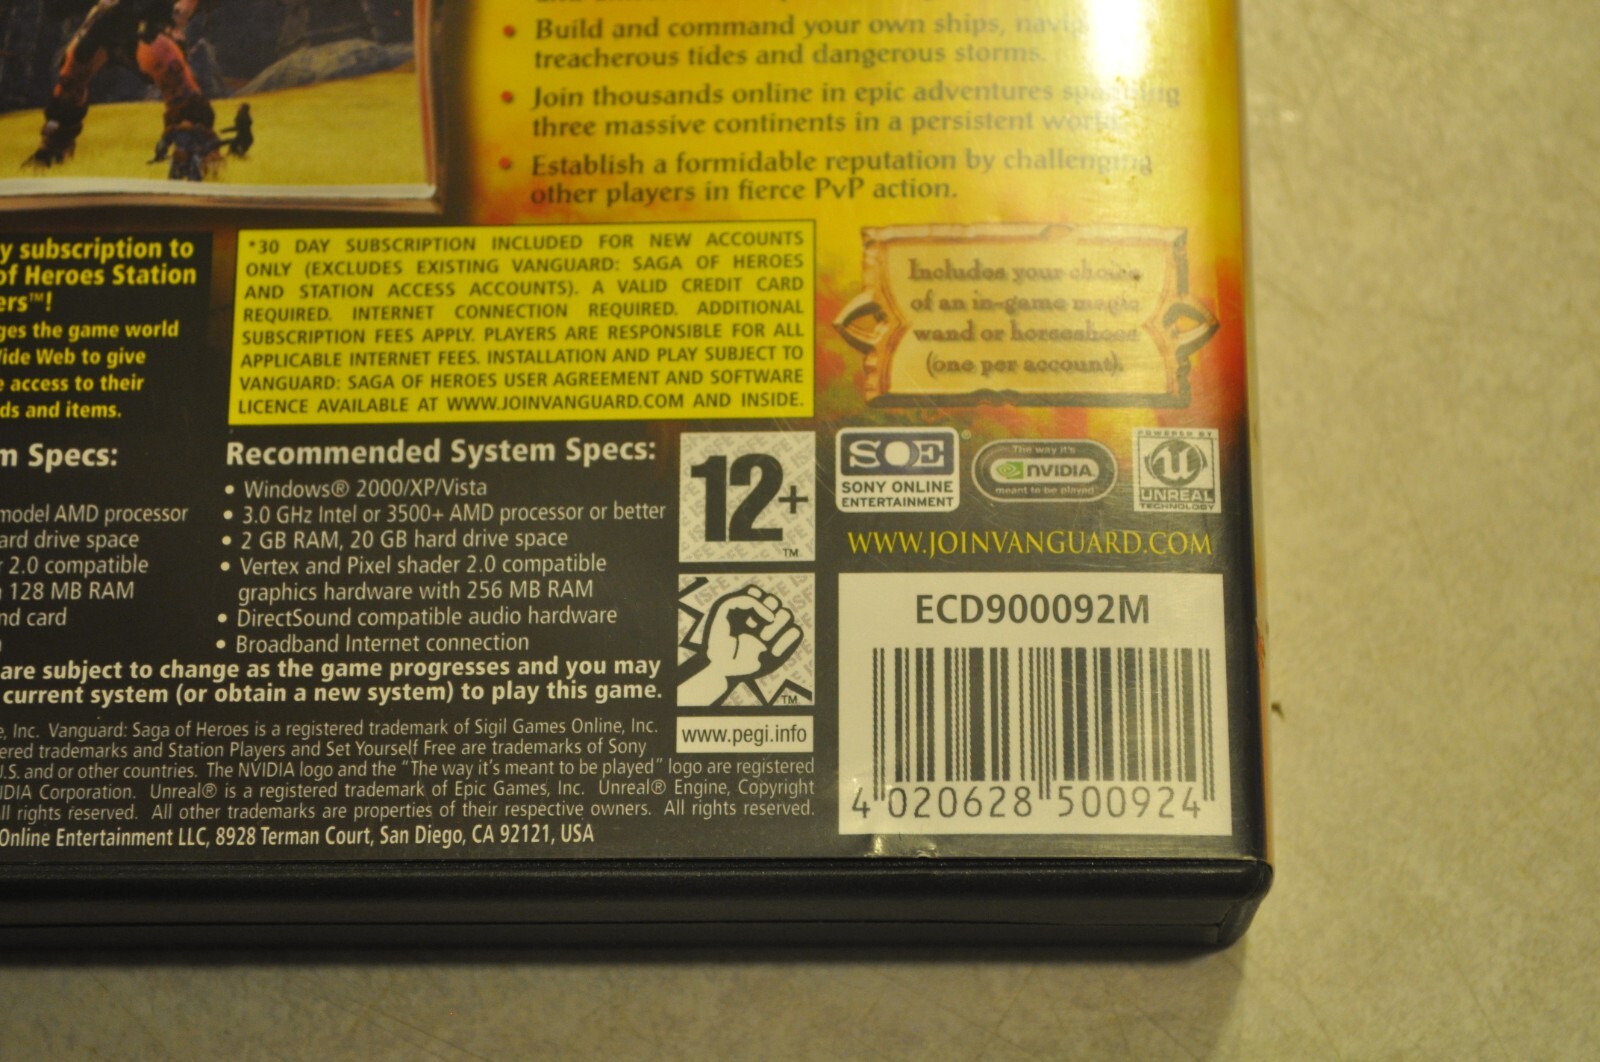 Build and command your own ships,
treacherous tides and dangerous storms.
Join thousands online in epic adventures spanning
three massive continents in a persistent world.
Establish a formidable reputation by challenging
other players in fierce PvP action.
y subscription to
of Heroes Station
ers™!
ges the game world
Wide Web to give
e access to their
ds and items.
*30 DAY SUBSCRIPTION INCLUDED FOR NEW ACCOUNTS
ONLY (EXCLUDES EXISTING VANGUARD: SAGA OF HEROES
AND STATION ACCESS ACCOUNTS). A VALID CREDIT CARD
REQUIRED. INTERNET CONNECTION REQUIRED. ADDITIONAL
SUBSCRIPTION FEES APPLY. PLAYERS ARE RESPONSIBLE FOR ALL
APPLICABLE INTERNET FEES. INSTALLATION AND PLAY SUBJECT TO
VANGUARD: SAGA OF HEROES USER AGREEMENT AND SOFTWARE
LICENCE AVAILABLE AT WWW.JOINVANGUARD.COM AND INSIDE.
Includes your choice
of an in-game magic
wand or horseshoes
(one per account).
m Specs:
model AMD processor
ard drive space
r 2.0 compatible
128 MB RAM
nd card
Recommended System Specs:
• Windows® 2000/XP/Vista
• 3.0 GHz Intel or 3500+ AMD processor or better
• 2 GB RAM, 20 GB hard drive space
• Vertex and Pixel shader 2.0 compatible
graphics hardware with 256 MB RAM
• DirectSound compatible audio hardware
• Broadband Internet connection
are subject to change as the game progresses and you may
current system (or obtain a new system) to play this game.
12+
TM
TM
www.pegi.info
SOE®
SONY ONLINE
ENTERTAINMENT
The way it's
NVIDIA
meant to be played
POWERED BY
UNREAL
TECHNOLOGY
WWW.JOINVANGUARD.COM
ECD900092M
4 020628 500924
e, Inc. Vanguard: Saga of Heroes is a registered trademark of Sigil Games Online, Inc.
ered trademarks and Station Players and Set Yourself Free are trademarks of Sony
U.S. and or other countries. The NVIDIA logo and the "The way it's meant to be played" logo are registered
IDIA Corporation. Unreal® is a registered trademark of Epic Games, Inc. Unreal® Engine, Copyright
ll rights reserved. All other trademarks are properties of their respective owners. All rights reserved.
Online Entertainment LLC, 8928 Terman Court, San Diego, CA 92121, USA